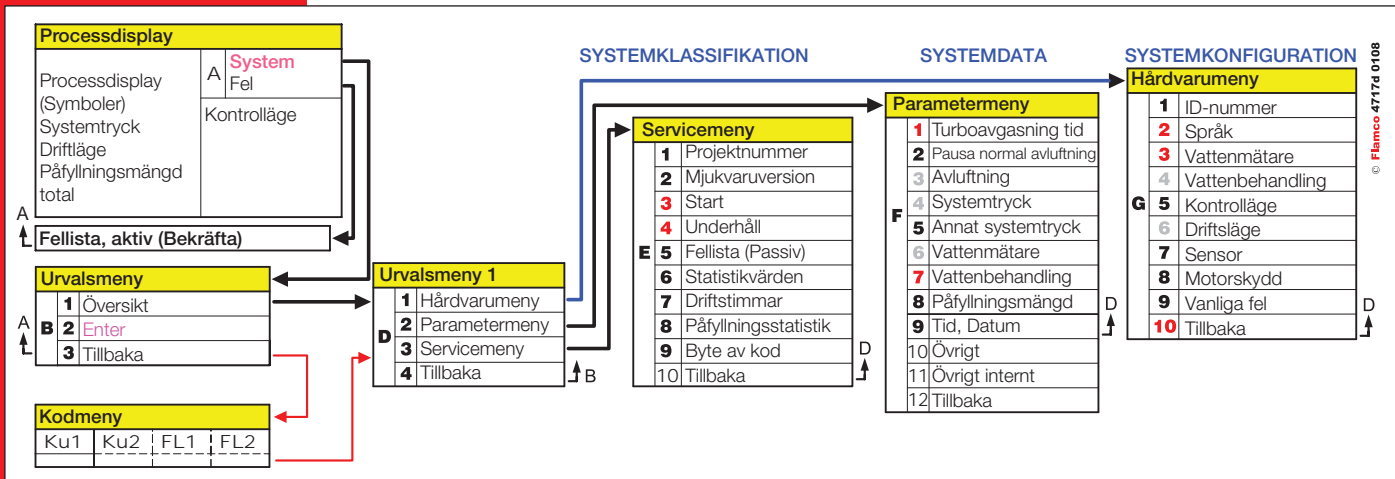 Processdisplay
Processdisplay
(Symboler)
Systemtryck
Driftläge
Påfyllningsmängd
total
A
System
Fel
Kontrolläge
A
Fellista, aktiv (Bekräfta)
Urvalsmeny
A
B
1 Översikt
2 Enter
3 Tillbaka
Kodmeny
Ku1 Ku2 FL1 FL2
Urvalsmeny 1
D
1 Hårdvarumeny
2 Parametermeny
3 Servicemeny
4 Tillbaka
B
SYSTEMKLASSIFIKATION
Servicemeny
E
1 Projektnummer
2 Mjukvaruversion
3 Start
4 Underhåll
5 Fellista (Passiv)
6 Statistikvärden
7 Driftstimmar
8 Påfyllningsstatistik
9 Byte av kod
10 Tillbaka
D
SYSTEMDATA
Parametermeny
F
1 Turboavgasning tid
2 Pausa normal avluftning
3 Avluftning
4 Systemtryck
5 Annat systemtryck
6 Vattenmätare
7 Vattenbehandling
8 Påfyllningsmängd
9 Tid, Datum
10 Övrigt
11 Övrigt internt
12 Tillbaka
D
SYSTEMKONFIGURATION
Hårdvarumeny
G
1 ID-nummer
2 Språk
3 Vattenmätare
4 Vattenbehandling
5 Kontrolläge
6 Driftsläge
7 Sensor
8 Motorskydd
9 Vanliga fel
10 Tillbaka
D
© Flamco 4717d 0108